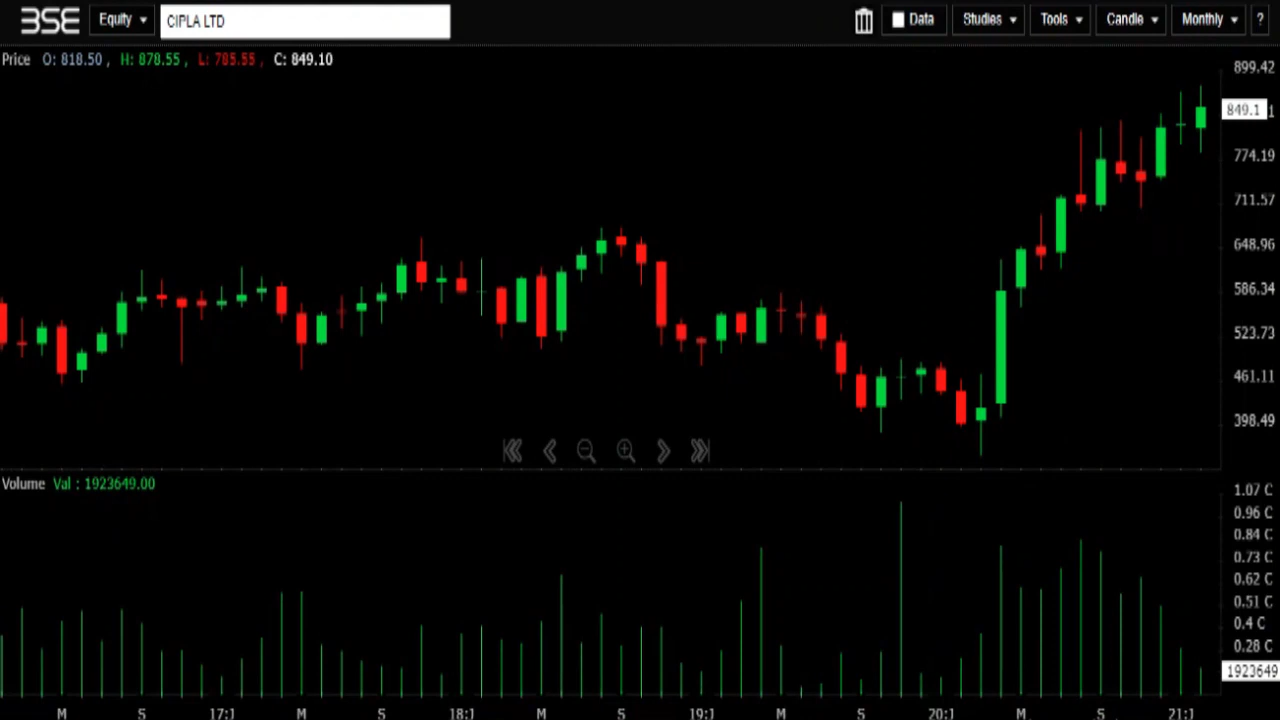 BSE Equity CIPLA LTD Data Studies Tools Candle Monthly ?
Price O: 818.50 , H: 878.55 , L: 785.55 , C: 849.10
899.42
849.1
774.19
711.57
648.96
586.34
523.73
461.11
398.49
Volume Val : 1923649.00
1.07 C
0.96 C
0.84 C
0.73 C
0.62 C
0.51 C
0.4 C
0.28 C
1923649
M S 17:J M S 18:J M S 19:J M S 20:J M S 21:J